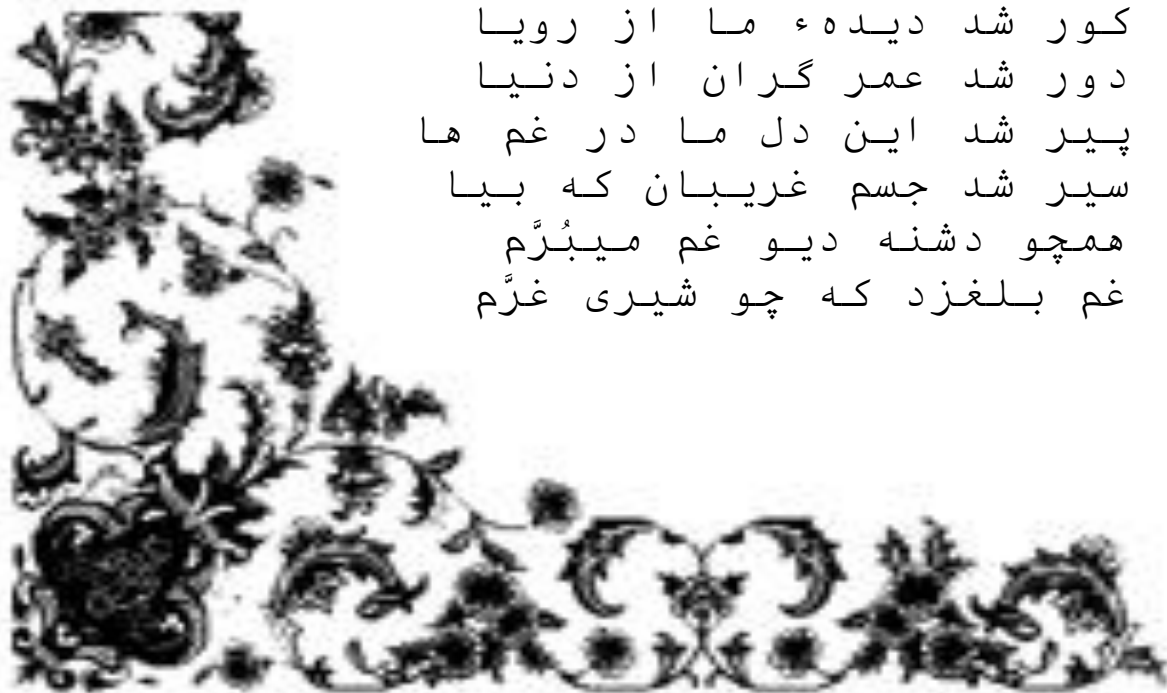 کور شد دیدهء ما از رویا
دور شد عمر گران از دنیا
پیر شد این دل ما در غم ها
سیر شد جسم غریبان که بیا
همچو دشنه دیو غم میبُرَّم
غم بلغزد که چو شیری غرَّم